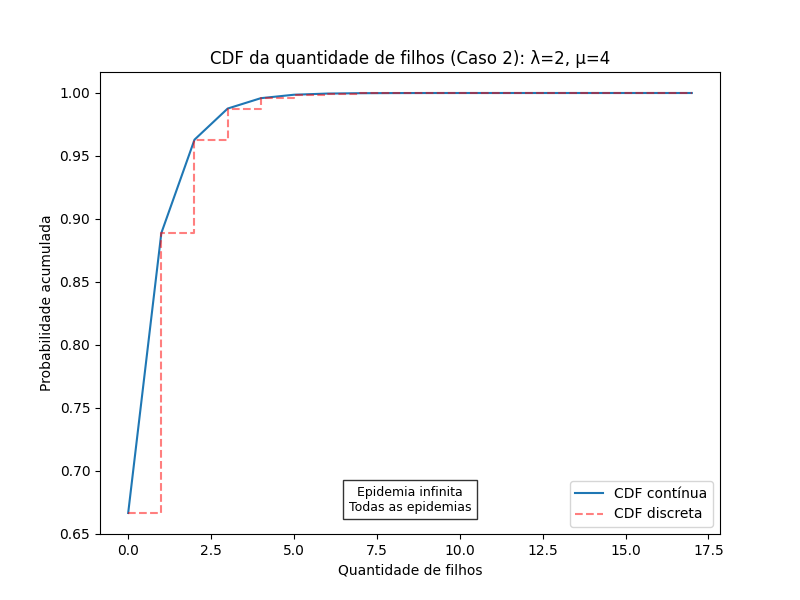 CDF da quantidade de filhos (Caso 2): λ=2, μ=4
1.00
0.95
0.90
0.85
0.80
0.75
0.70
0.65
Probabilidade acumulada
Epidemia infinita
Todas as epidemias
CDF contínua
CDF discreta
0.0
2.5
5.0
7.5
10.0
12.5
15.0
17.5
Quantidade de filhos